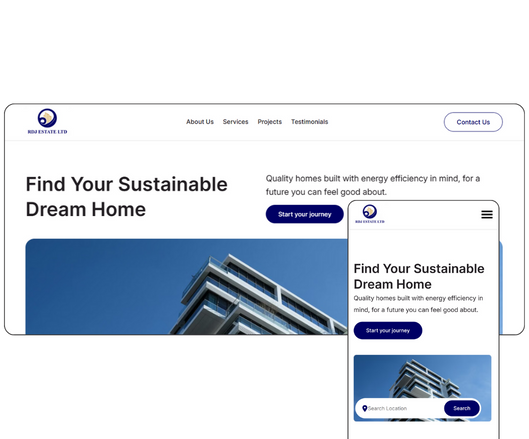 RDJ ESTATE LTD
About Us Services Projects Testimonials
Contact Us
Find Your Sustainable
Dream Home
Quality homes built with energy efficiency in mind, for a
future you can feel good about.
Start your journey
RDJ ESTATE LTD
Find Your Sustainable
Dream Home
Quality homes built with energy efficiency in
mind, for a future you can feel good about.
Start your journey
Search Location
Search